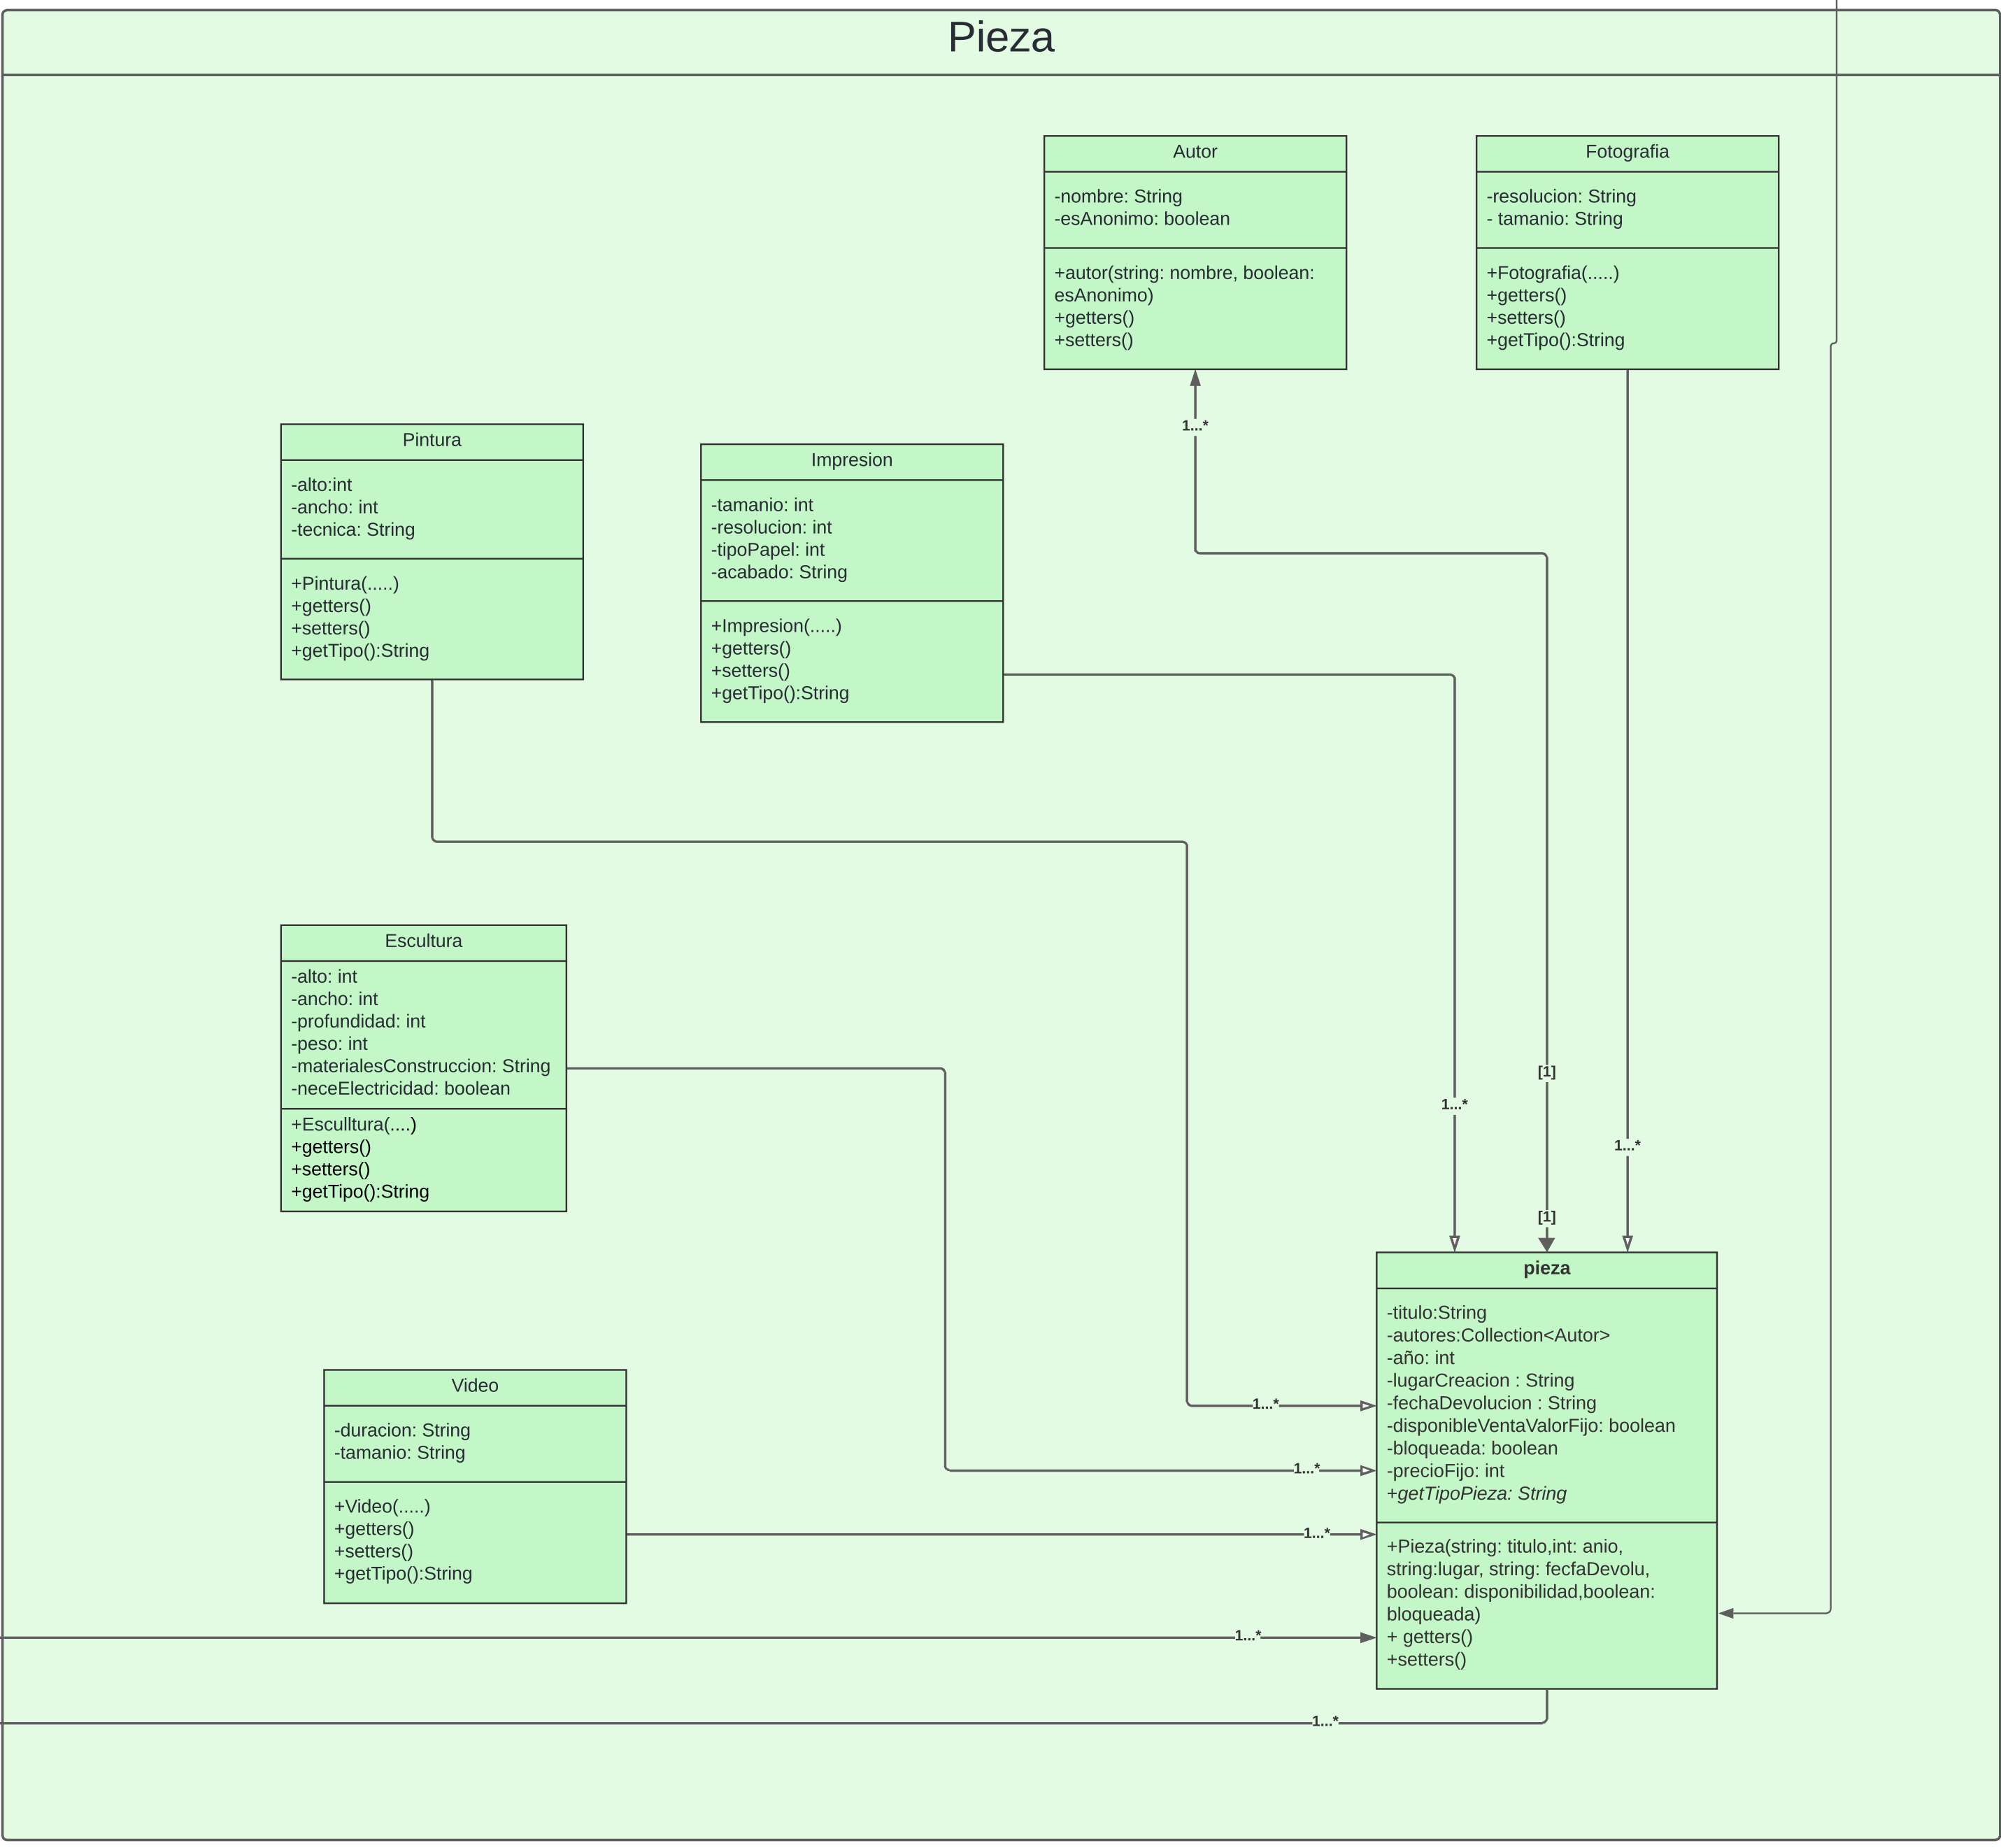 Pieza
Autor
-nombre: String
-esAnonimo: boolean
+autor(string: nombre, boolean:
esAnonimo)
+getters()
+setters()
Fotografia
-resolucion: String
- tamanio: String
+Fotografia(.....)
+getters()
+setters()
+getTipo():String
1...*
Pintura
-alto:int
-ancho: int
-tecnica: String
+Pintura(.....)
+getters()
+setters()
+getTipo():String
Impresion
-tamanio: int
-resolucion: int
-tipoPapel: int
-acabado: String
+Impresion(.....)
+getters()
+setters()
+getTipo():String
Escultura
-alto: int
-ancho: int
-profundidad: int
-peso: int
-materialesConstruccion: String
-neceElectricidad: boolean
+Esculltura(....)
+getters()
+setters()
+getTipo():String
[1]
1...*
1...*
[1]
Video
-duracion: String
-tamanio: String
+Video(.....)
+getters()
+setters()
+getTipo():String
1...*
1...*
1...*
1...*
1...*
pieza
-titulo:String
-autores:Collection<Autor>
-año: int
-lugarCreacion : String
-fechaDevolucion : String
-disponibleVentaValorFijo: boolean
-bloqueada: boolean
-precioFijo: int
+getTipoPieza: String
+Pieza(string: titulo,int: anio,
string:lugar, string: fecfaDevolu,
boolean: disponibilidad,boolean:
bloqueada)
+ getters()
+setters()